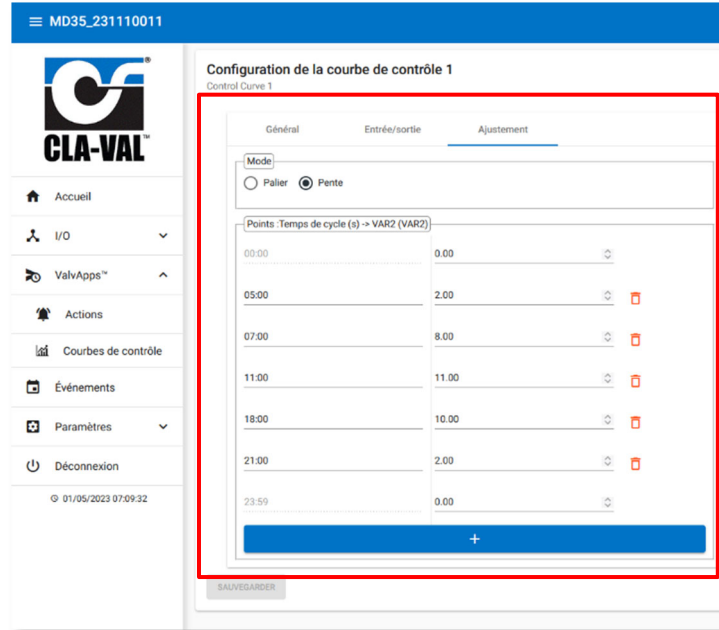 MD35_231110011
CLA-VAL™
Accueil
I/O
ValvApps™
Actions
Courbes de contrôle
Événements
Paramètres
Déconnexion
01/05/2023 07:09:32
Configuration de la courbe de contrôle 1
Control Curve 1
Général Entrée/sortie Ajustement
Mode
Palier Pente
Points :Temps de cycle (s) -> VAR2 (VAR2)
00:00 0.00
05:00 2.00
07:00 8.00
11:00 11.00
18:00 10.00
21:00 2.00
23:59 0.00
+
SAUVEGARDER